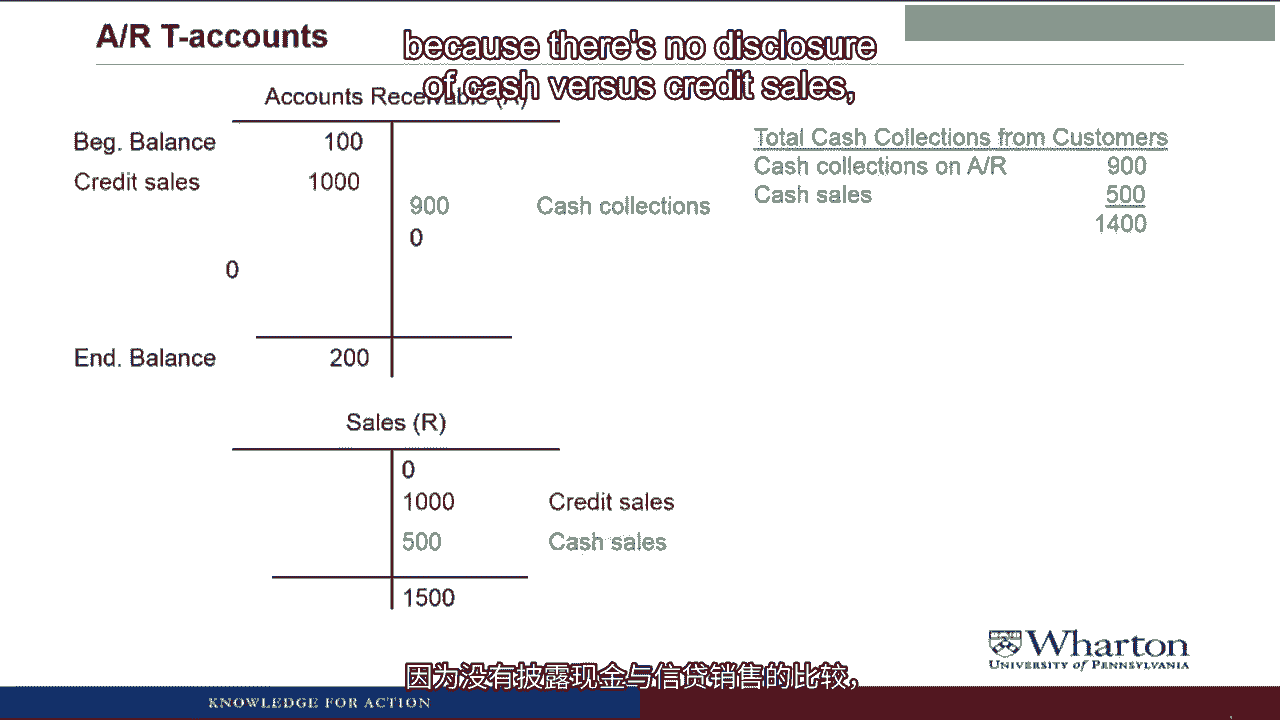 A/R T-accounts
because there's no disclosure
of cash versus credit sales,
Accounts Receivable (A)
Beg. Balance 100
Credit sales 1000
900 Cash collections
0
0
End. Balance 200
Total Cash Collections from Customers
Cash collections on A/R 900
Cash sales 500
1400
Sales (R)
0
1000 Credit sales
500 Cash sales
1500
Wharton
UNIVERSITY of PENNSYLVANIA
因为没有披露现金与信贷销售的比较，
KNOWLEDGE FOR ACTION